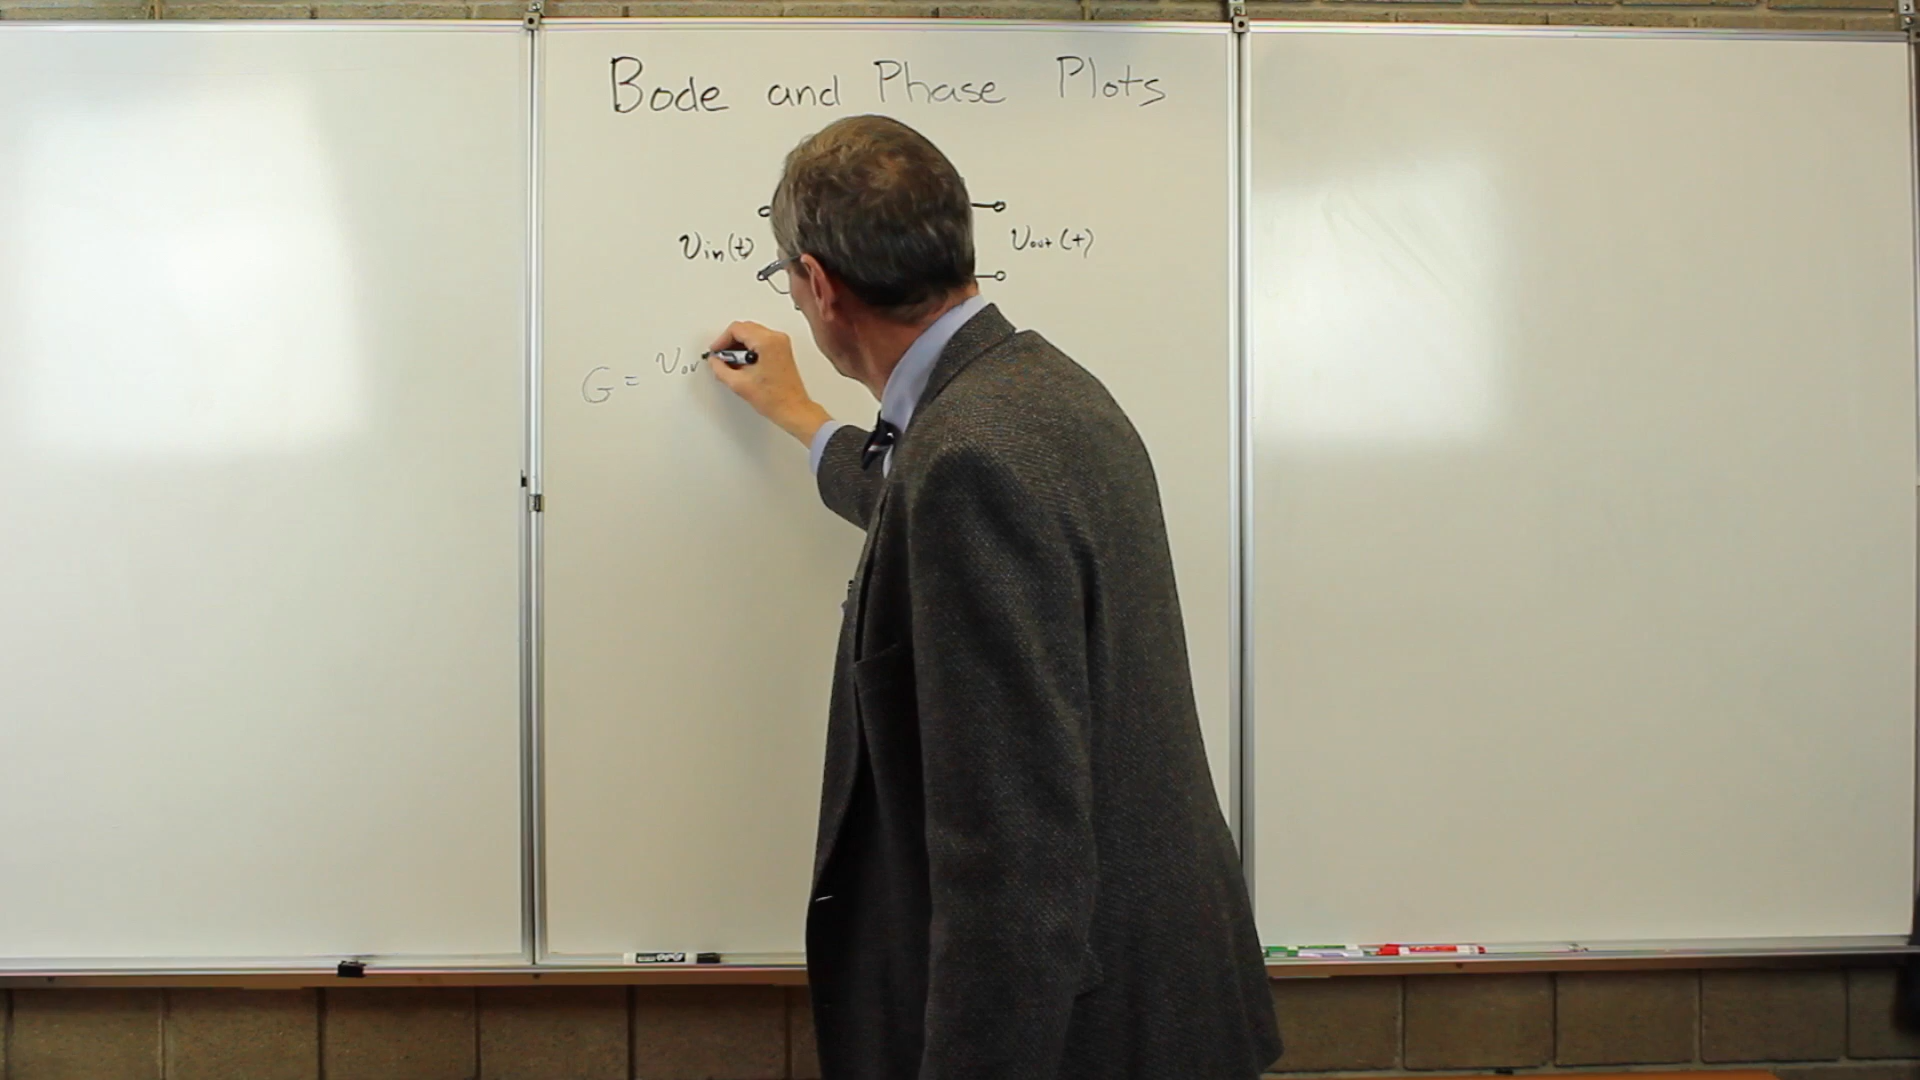 Bode and Phase Plots
Vin(t) Vout(t)
G = Vou